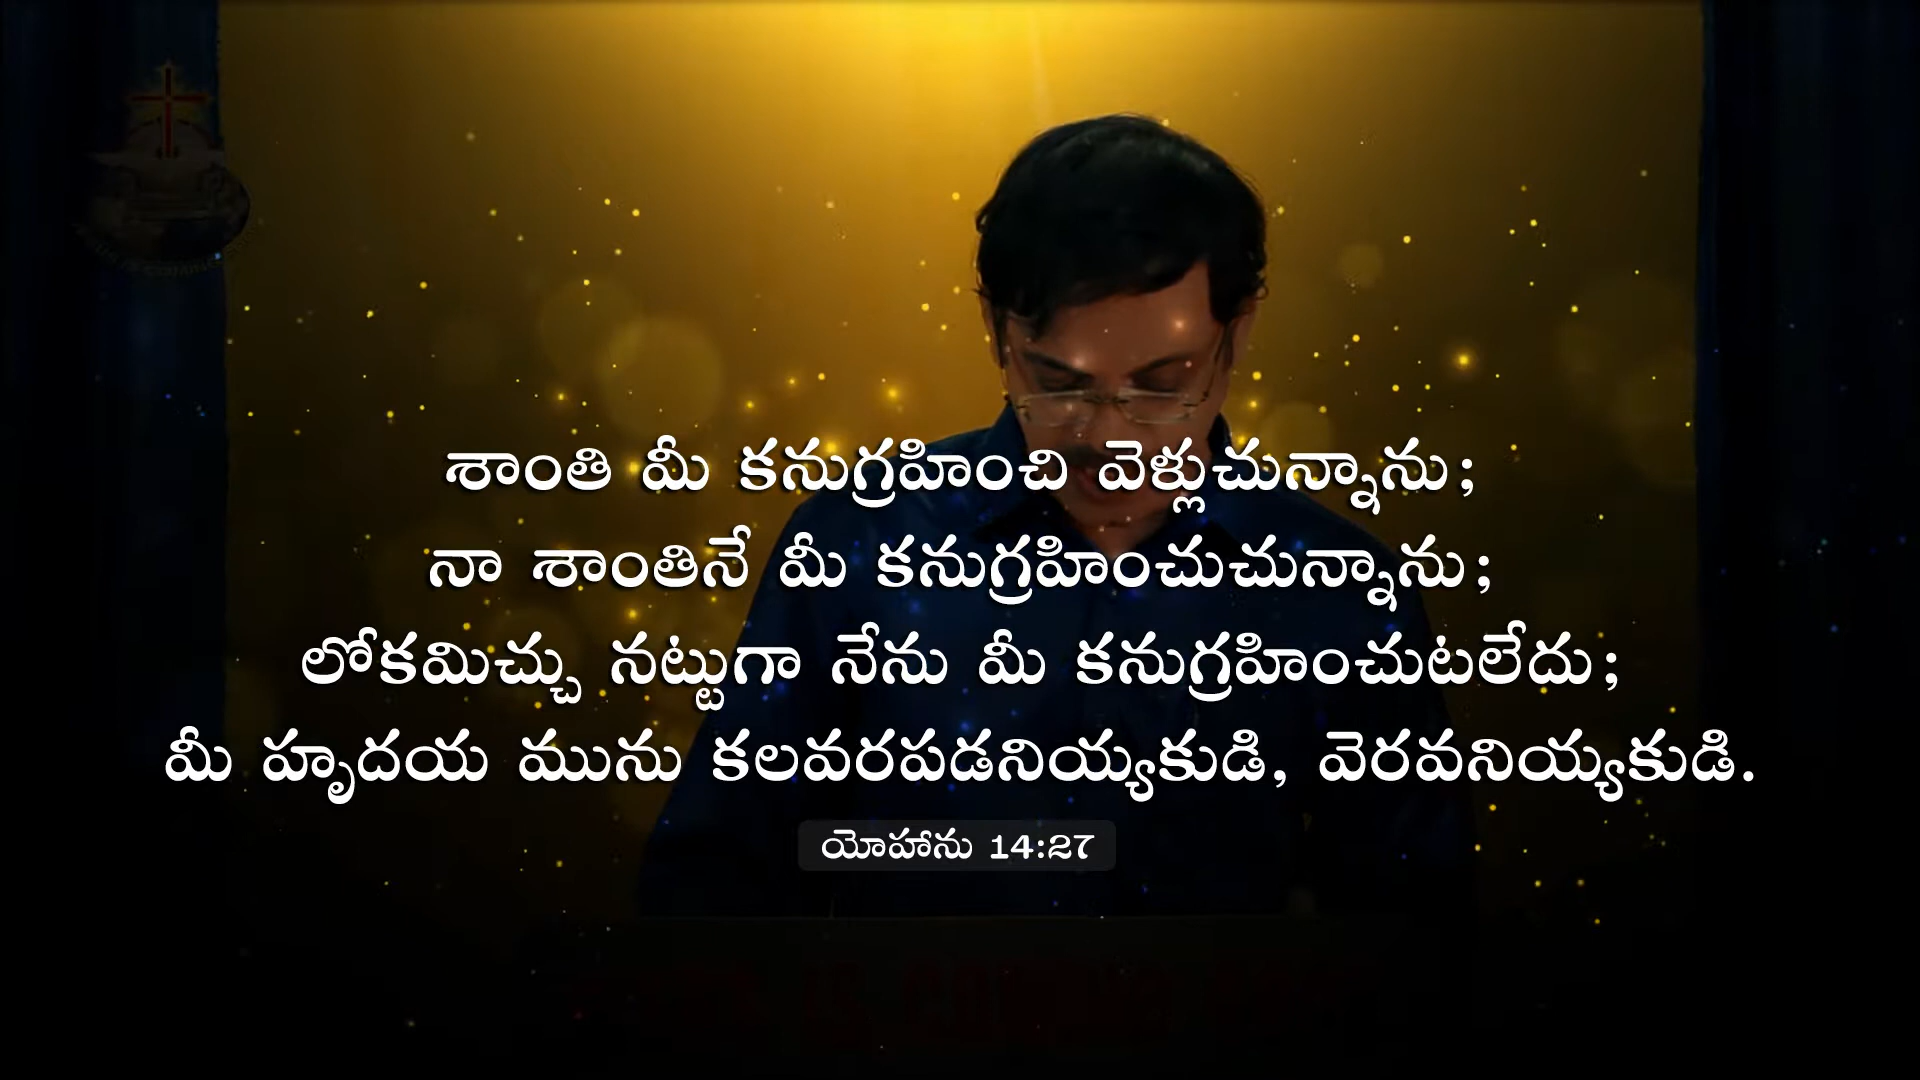 శాంతి మీ కనుగ్రహించి వెళ్లుచున్నాను;
నా శాంతినే మీ కనుగ్రహించుచున్నాను;
లోకమిచ్చు నట్టుగా నేను మీ కనుగ్రహించుటలేదు;
మీ హృదయ మును కలవరపడనియ్యకుడి, వెరవనియ్యకుడి.
యోహాను 14:27